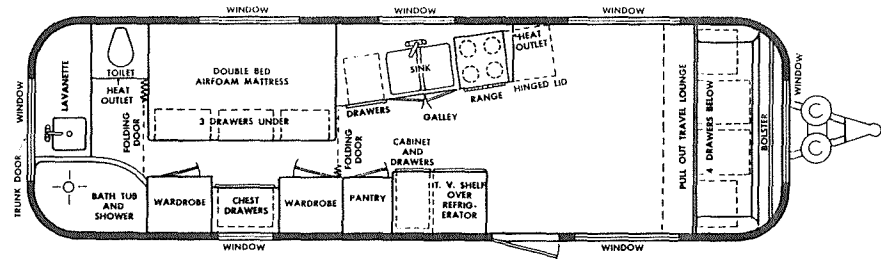 WINDOW
WINDOW
WINDOW
WINDOW
LAVANETTE
TOILET
HEAT
OUTLET
FOLDING
DOOR
TRUNK DOOR
BATH TUB
AND
SHOWER
DOUBLE BED
AIRFOAM MATTRESS
3 DRAWERS UNDER
FOLDING
DOOR
WARDROBE
CHEST
DRAWERS
WARDROBE
PANTRY
CABINET
AND
DRAWERS
T. V. SHELF
OVER
REFRIG-
ERATOR
DRAWERS
SINK
GALLEY
RANGE
HEAT
OUTLET
HINGED LID
PULL OUT TRAVEL LOUNGE
4 DRAWERS BELOW
BOLSTER
WINDOW
WINDOW
WINDOW